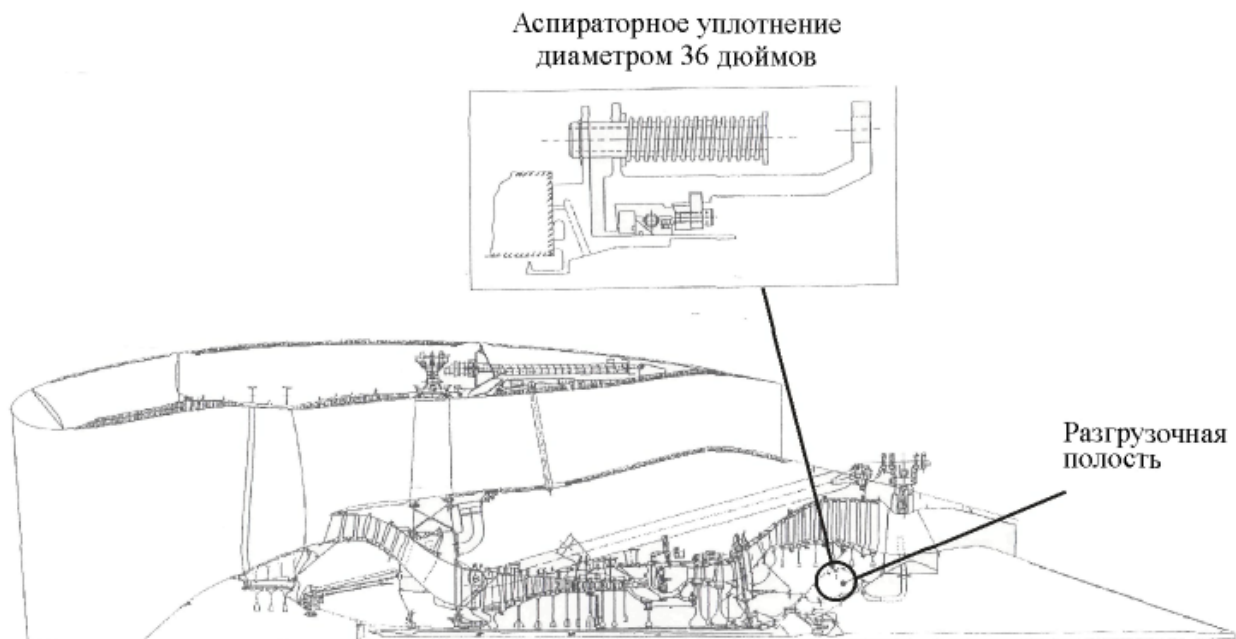 Аспираторное уплотнение
диаметром 36 дюймов
Разгрузочная
полость